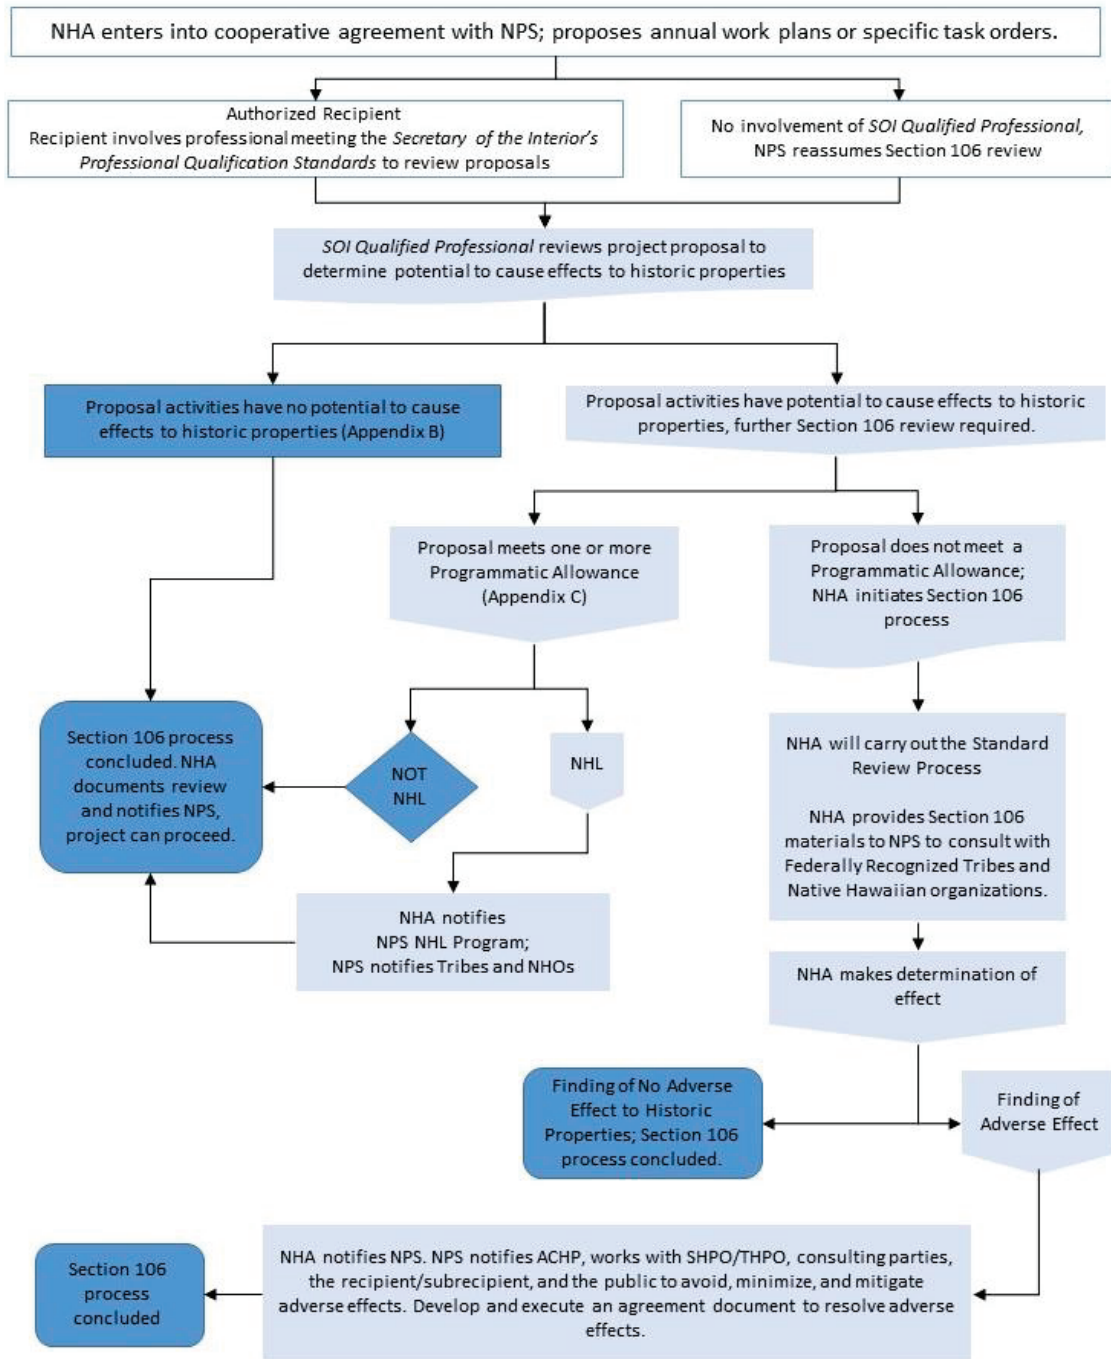 NHA enters into cooperative agreement with NPS; proposes annual work plans or specific task orders.
Authorized Recipient
Recipient involves professional meeting the Secretary of the Interior's
Professional Qualification Standards to review proposals
No involvement of SOI Qualified Professional,
NPS reassumes Section 106 review
SOI Qualified Professional reviews project proposal to
determine potential to cause effects to historic properties
Proposal activities have no potential to cause
effects to historic properties (Appendix B)
Proposal activities have potential to cause effects to historic
properties, further Section 106 review required.
Proposal meets one or more
Programmatic Allowance
(Appendix C)
Proposal does not meet a
Programmatic Allowance;
NHA initiates Section 106
process
Section 106 process
concluded. NHA
documents review
and notifies NPS,
project can proceed.
NOT
NHL
NHL
NHA will carry out the Standard
Review Process
NHA provides Section 106
materials to NPS to consult with
Federally Recognized Tribes and
Native Hawaiian organizations.
NHA notifies
NPS NHL Program;
NPS notifies Tribes and NHOs
NHA makes determination of
effect
Finding of No Adverse
Effect to Historic
Properties; Section 106
process concluded.
Finding of
Adverse Effect
Section 106
process
concluded
NHA notifies NPS. NPS notifies ACHP, works with SHPO/THPO, consulting parties,
the recipient/subrecipient, and the public to avoid, minimize, and mitigate
adverse effects. Develop and execute an agreement document to resolve adverse
effects.